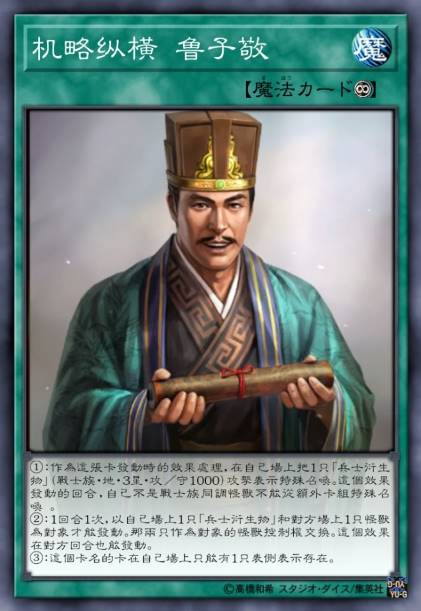 机略纵橫 鲁子敬
魔
【魔法カード♾】
①:作為這張卡發動時的效果處理,在自己場上把1只「兵士衍生
物」(戰士族·地·3星·攻/守1000)攻擊表示特殊召喚。這個效果
發動的回合,自己不是戰士族同調怪獸不能從額外卡組特殊召
喚。
②:1回合1次,以自己場上1只「兵士衍生物」和對方場上1只怪獸
為對象才能發動。那兩只作為對象的怪獸控制權交換。這個效果
在對方回合也能發動。
③:這個卡名的卡在自己場上只能有1只表側表示存在。
©高橋和希 スタジオ·ダイス/集英社